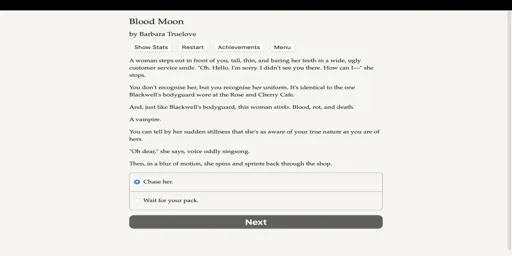 Blood Moon
by Barbara Truelove
Show Stats Restart Achievements Menu
A woman steps out in front of you, tall, thin, and baring her teeth in a wide, ugly
customer service smile. "Oh. Hello. I'm sorry. I didn't see you there. How can I—" she
stops.
You don't recognise her, but you recognise her uniform. It's identical to the one
Blackwell's bodyguard wore at the Rose and Cherry Cafe.
And, just like Blackwell's bodyguard, this woman stinks. Blood, rot, and death.
A vampire.
You can tell by her sudden stillness that she's as aware of your true nature as you are of
hers.
"Oh dear," she says, voice oddly singsong.
Then, in a blur of motion, she spins and sprints back through the shop.
Chase her.
Wait for your pack.
Next